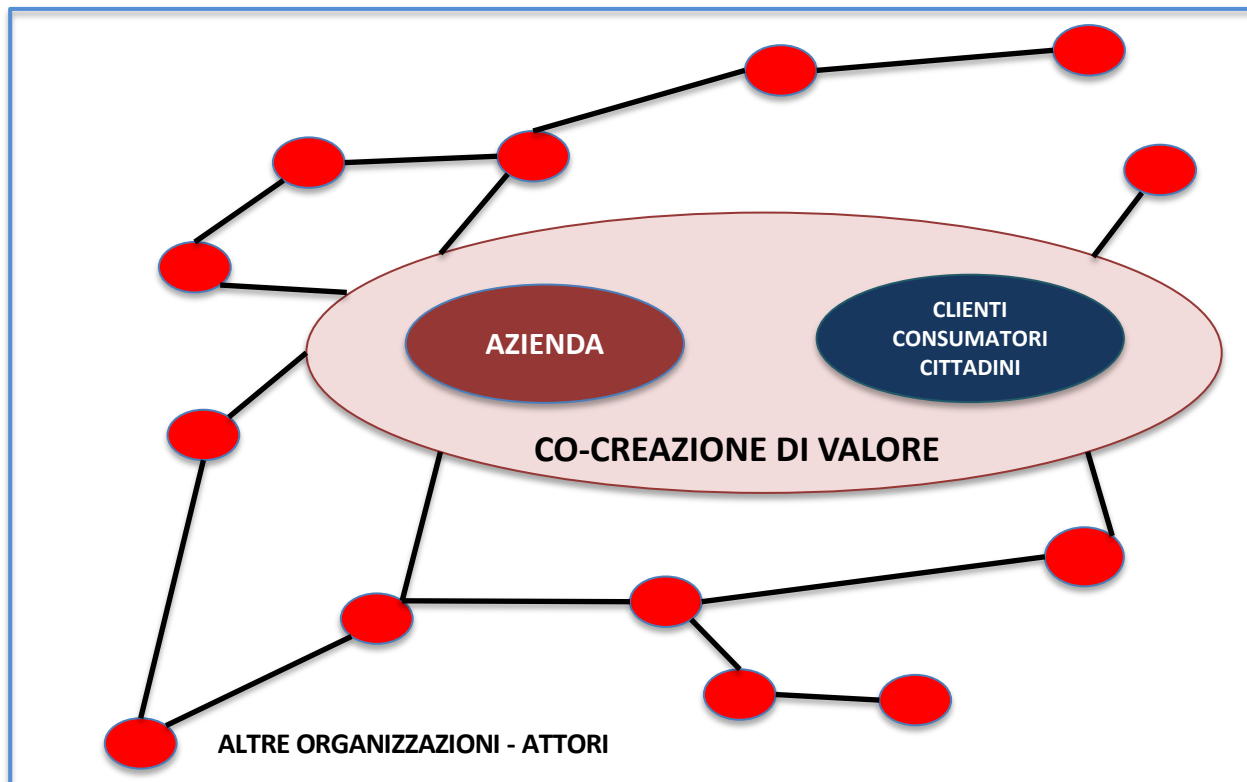 AZIENDA
CLIENTI
CONSUMATORI
CITTADINI
CO-CREAZIONE DI VALORE
ALTRE ORGANIZZAZIONI - ATTORI